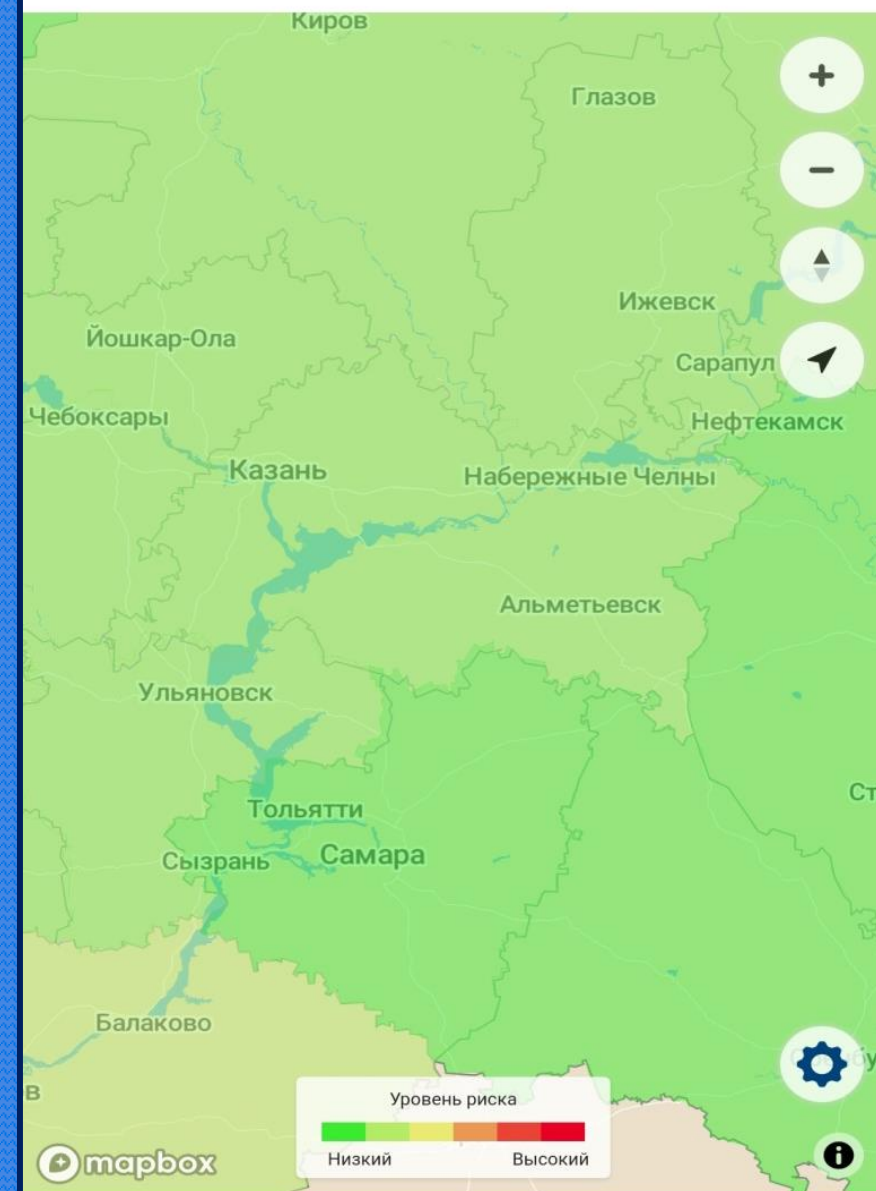 Киров
Глазов
Ижевск
Йошкар-Ола
Сарапул
Чебоксары
Нефтекамск
Казань
Набережные Челны
Альметьевск
Ульяновск
Ст
Тольятти
Сызрань
Самара
Балаково
в
Уровень риска
Низкий
Высокий
mapbox